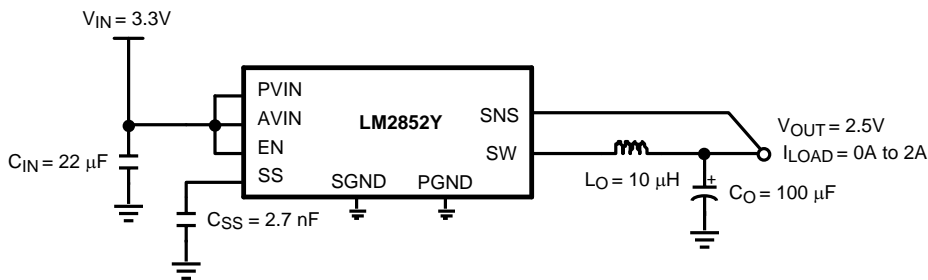 VIN = 3.3V
PVIN
AVIN
EN
SS
LM2852Y
SNS
SW
SGND
PGND
CIN = 22 μF
CSS = 2.7 nF
LO = 10 μH
+
CO = 100 μF
VOUT = 2.5V
ILOAD = 0A to 2A